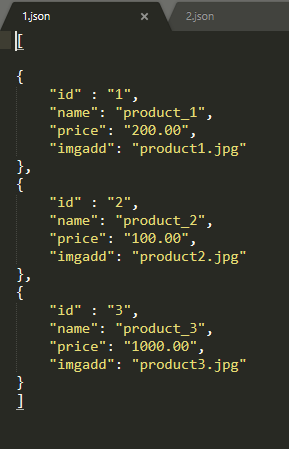 1.json × 2.json
[
{
"id" : "1",
"name": "product_1",
"price": "200.00",
"imgadd": "product1.jpg"
},
{
"id" : "2",
"name": "product_2",
"price": "100.00",
"imgadd": "product2.jpg"
},
{
"id" : "3",
"name": "product_3",
"price": "1000.00",
"imgadd": "product3.jpg"
}
]